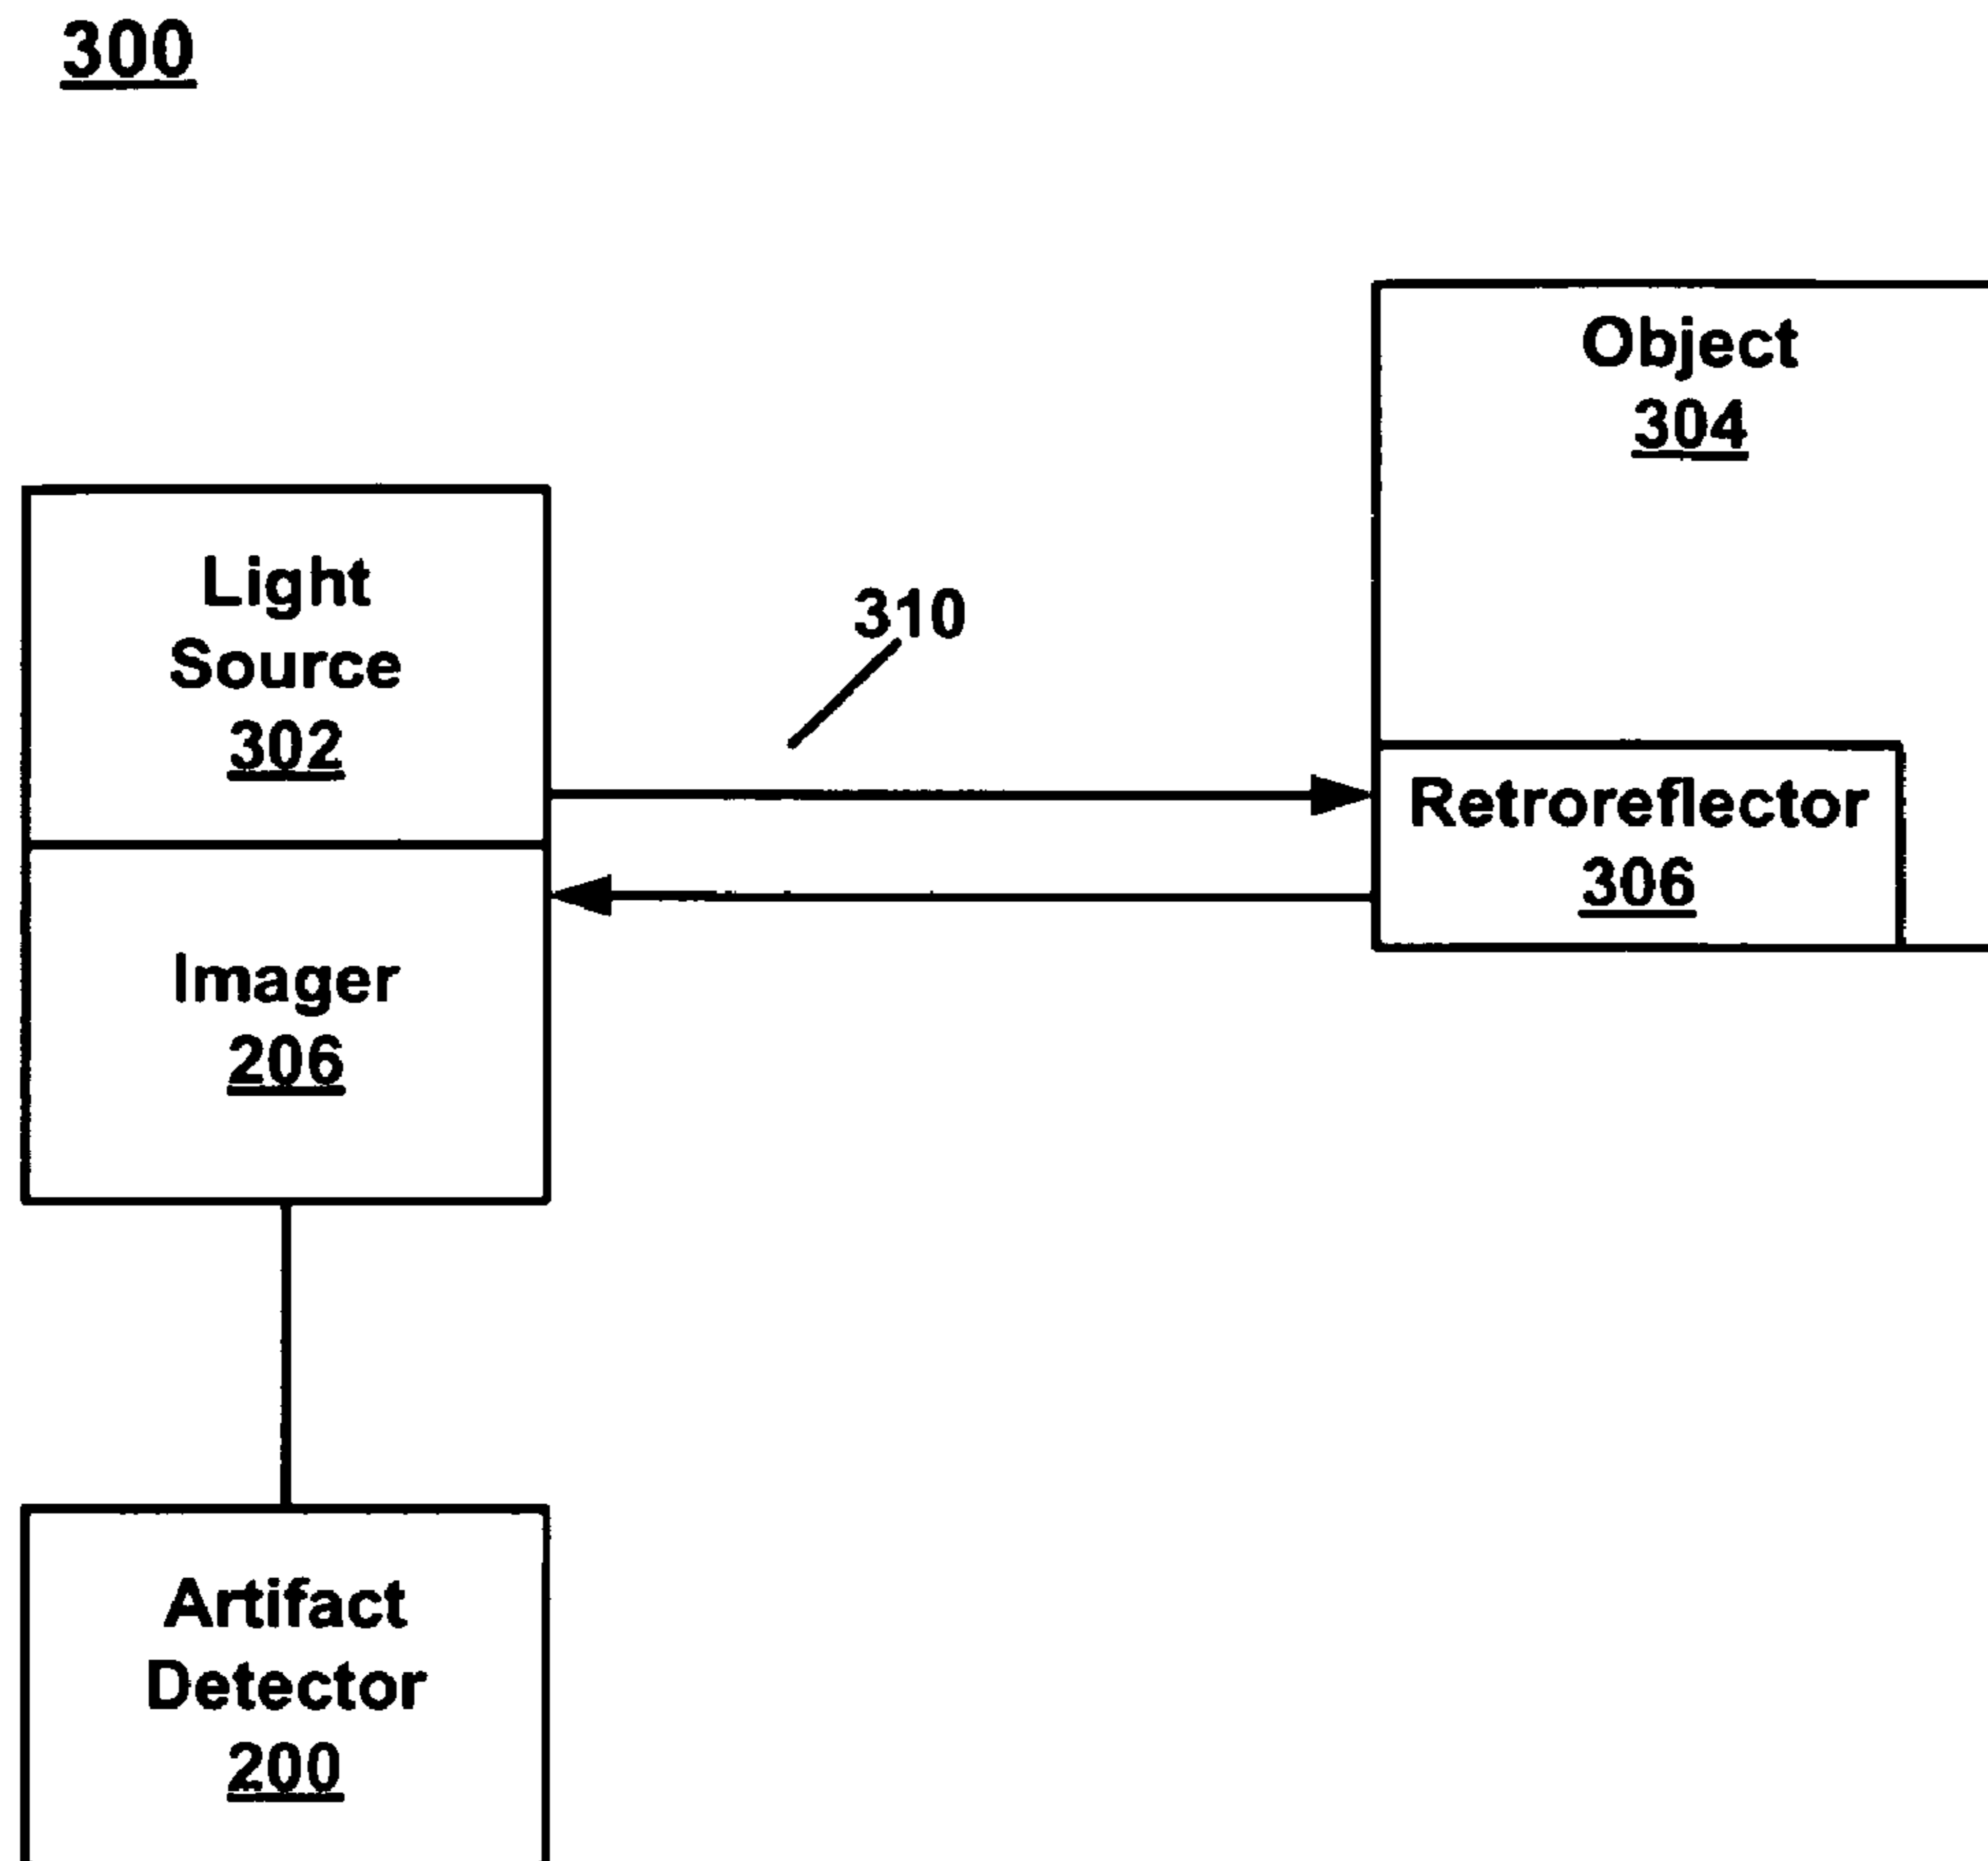 300
Object
304
Light
Source
302
310
Retroreflector
306
Imager
206
Artifact
Detector
200